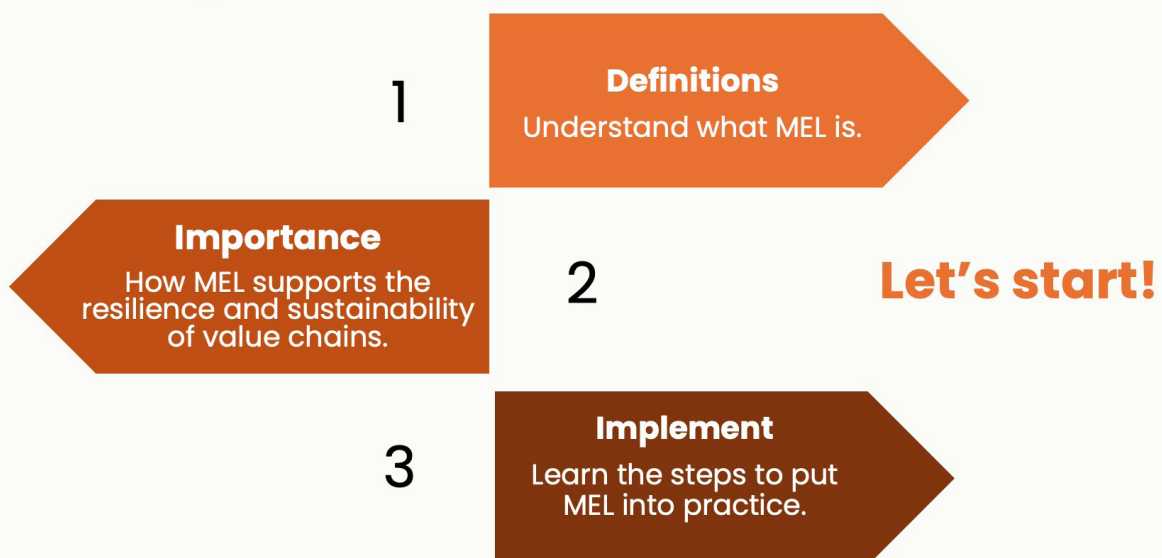 1
Definitions
Understand what MEL is.
Importance
How MEL supports the
resilience and sustainability
of value chains.
2
Let’s start!
3
Implement
Learn the steps to put
MEL into practice.